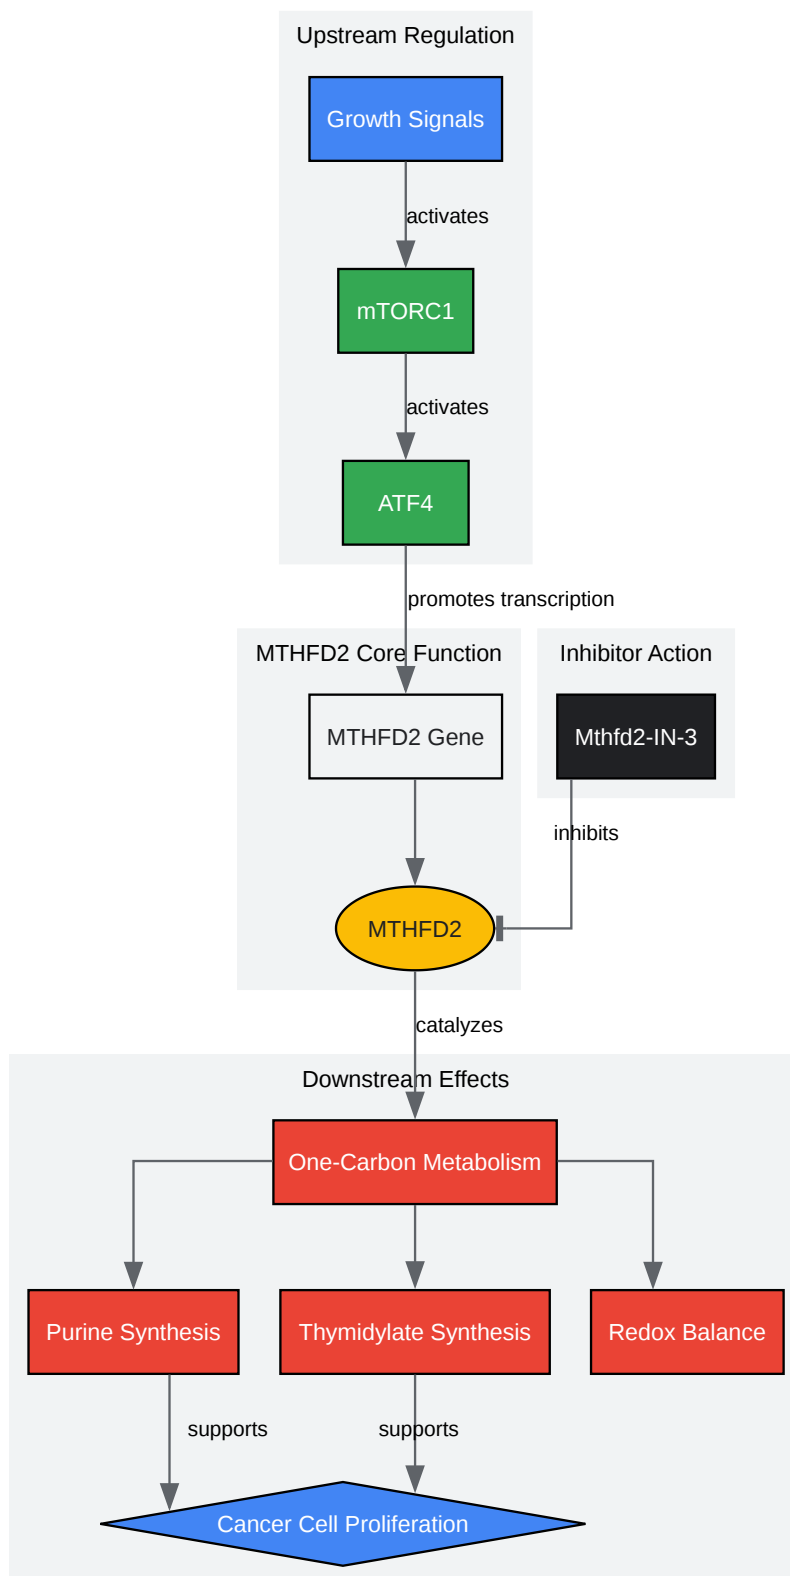 Upstream Regulation
Growth Signals
activates
mTORC1
activates
ATF4
promotes transcription
MTHFD2 Core Function
Inhibitor Action
MTHFD2 Gene
Mthfd2-IN-3
inhibits
MTHFD2
catalyzes
Downstream Effects
One-Carbon Metabolism
Purine Synthesis
Thymidylate Synthesis
Redox Balance
supports
supports
Cancer Cell Proliferation